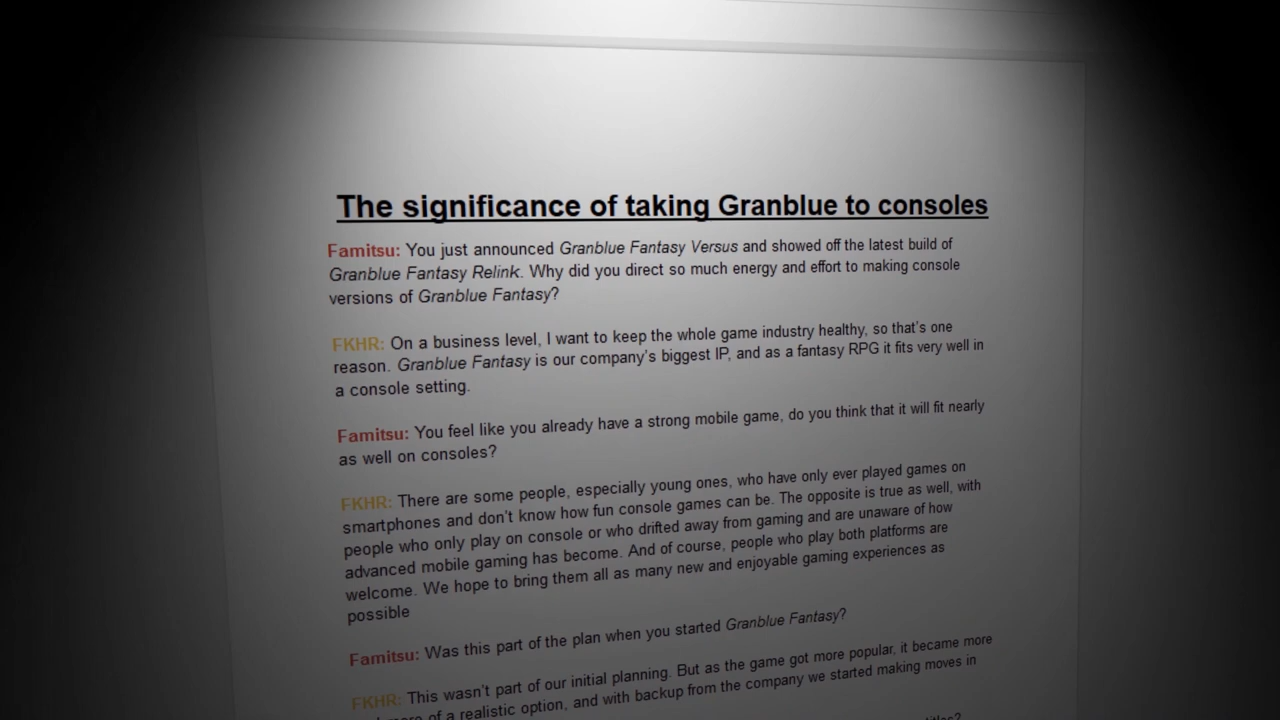 The significance of taking Granblue to consoles
Famitsu: You just announced Granblue Fantasy Versus and showed off the latest build of
Granblue Fantasy Relink. Why did you direct so much energy and effort to making console
versions of Granblue Fantasy?
FKHR: On a business level, I want to keep the whole game industry healthy, so that's one
reason. Granblue Fantasy is our company's biggest IP, and as a fantasy RPG it fits very well in
a console setting.
Famitsu: You feel like you already have a strong mobile game, do you think that it will fit nearly
as well on consoles?
FKHR: There are some people, especially young ones, who have only ever played games on
smartphones and don't know how fun console games can be. The opposite is true as well, with
people who only play on console or who drifted away from gaming and are unaware of how
advanced mobile gaming has become. And of course, people who play both platforms are
welcome. We hope to bring them all as many new and enjoyable gaming experiences as
possible
Famitsu: Was this part of the plan when you started Granblue Fantasy?
FKHR: This wasn't part of our initial planning. But as the game got more popular, it became more
of a realistic option, and with backup from the company we started making moves in